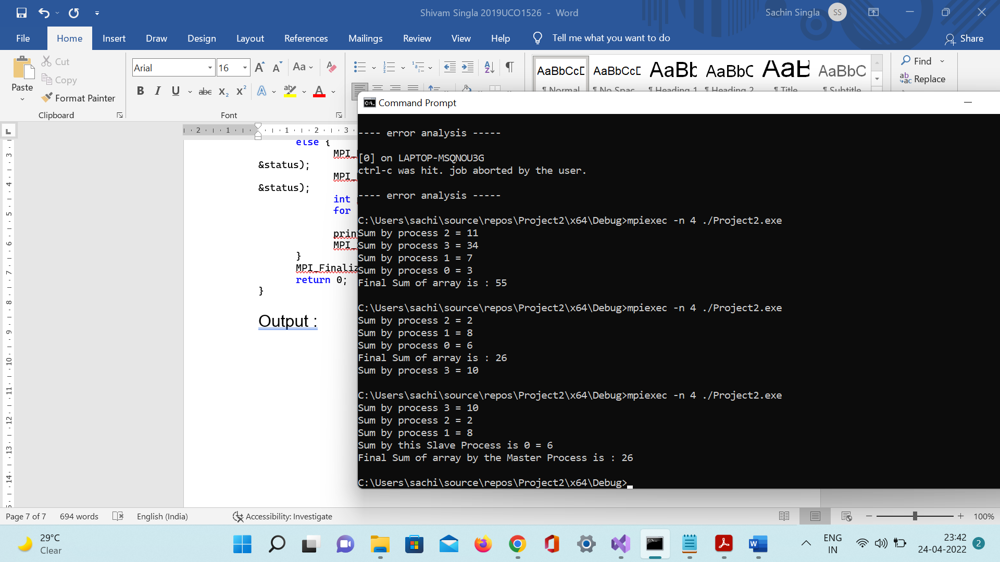 Shivam Singla 2019UCO1526 - Word
Sachin Singla SS
File Home Insert Draw Design Layout References Mailings Review View Help Tell me what you want to do Share
Paste
Cut
Copy
Format Painter
Clipboard
Arial 16
Font
AaBbCcD AaBbCcD AaBbC AaBbC AaB AaBbC
¶ Normal ¶ No Spac... ¶ Heading 1 ¶ Heading 2 ¶ Title ¶ Subtitle
Find
Replace
else {
MPI_
&status);
MPI_
&status);
int
for
prin
MPI_
}
MPI_Finaliz
return 0;
}
Output :
Command Prompt
---- error analysis -----
[0] on LAPTOP-MSQNOU3G
ctrl-c was hit. job aborted by the user.
---- error analysis -----
C:\Users\sachi\source\repos\Project2\x64\Debug>mpiexec -n 4 ./Project2.exe
Sum by process 2 = 11
Sum by process 3 = 34
Sum by process 1 = 7
Sum by process 0 = 3
Final Sum of array is : 55
C:\Users\sachi\source\repos\Project2\x64\Debug>mpiexec -n 4 ./Project2.exe
Sum by process 2 = 2
Sum by process 1 = 8
Sum by process 0 = 6
Final Sum of array is : 26
Sum by process 3 = 10
C:\Users\sachi\source\repos\Project2\x64\Debug>mpiexec -n 4 ./Project2.exe
Sum by process 3 = 10
Sum by process 2 = 2
Sum by process 1 = 8
Sum by this Slave Process is 0 = 6
Final Sum of array by the Master Process is : 26
C:\Users\sachi\source\repos\Project2\x64\Debug>
Page 7 of 7 694 words English (India) Accessibility: Investigate 100%
29°C
Clear
ENG
IN
23:42
24-04-2022
2